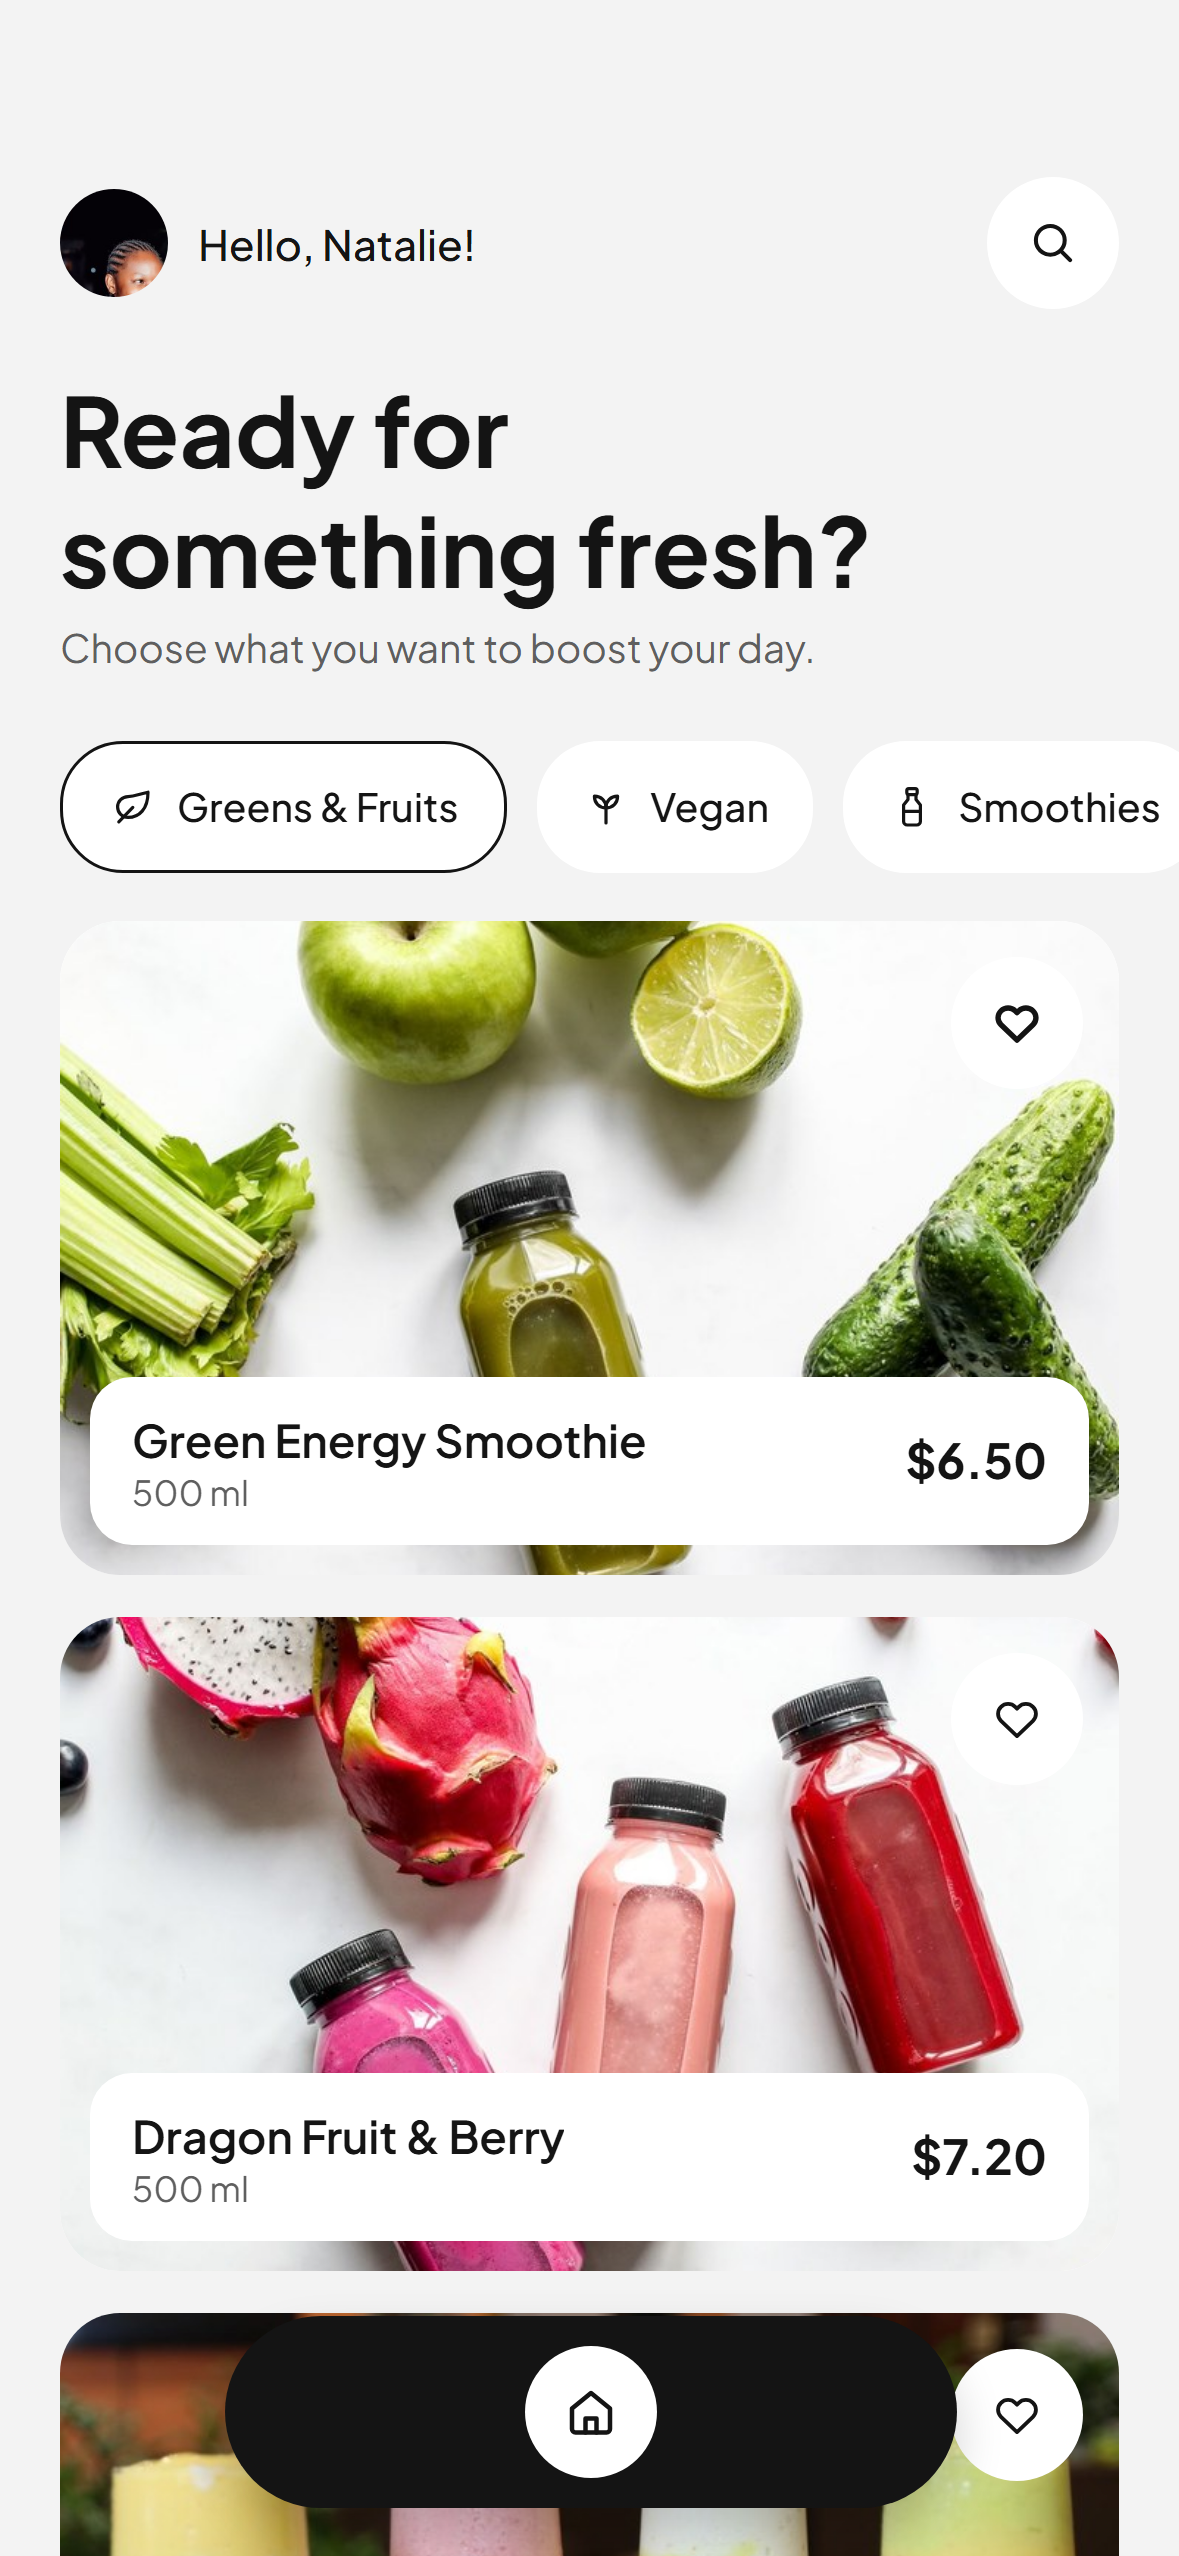 Hello, Natalie!
Ready for
something fresh?
Choose what you want to boost your day.
Greens & Fruits
Vegan
Smoothies
Green Energy Smoothie
500 ml
$6.50
Dragon Fruit & Berry
500 ml
$7.20